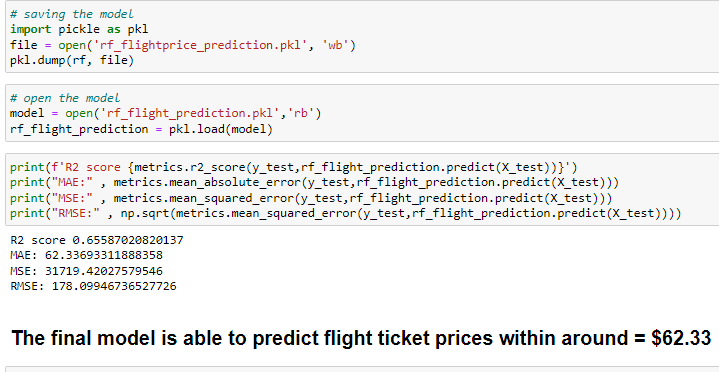 # saving the model
import pickle as pkl
file = open('rf_flightprice_prediction.pkl', 'wb')
pkl.dump(rf, file)
# open the model
model = open('rf_flight_prediction.pkl','rb')
rf_flight_prediction = pkl.load(model)
print(f'R2 score {metrics.r2_score(y_test,rf_flight_prediction.predict(X_test))}')
print("MAE:" , metrics.mean_absolute_error(y_test,rf_flight_prediction.predict(X_test)))
print("MSE:" , metrics.mean_squared_error(y_test,rf_flight_prediction.predict(X_test)))
print("RMSE:" , np.sqrt(metrics.mean_squared_error(y_test,rf_flight_prediction.predict(X_test))))
R2 score 0.65587020820137
MAE: 62.33693311888358
MSE: 31719.42027579546
RMSE: 178.09946736527726
The final model is able to predict flight ticket prices within around = $62.33